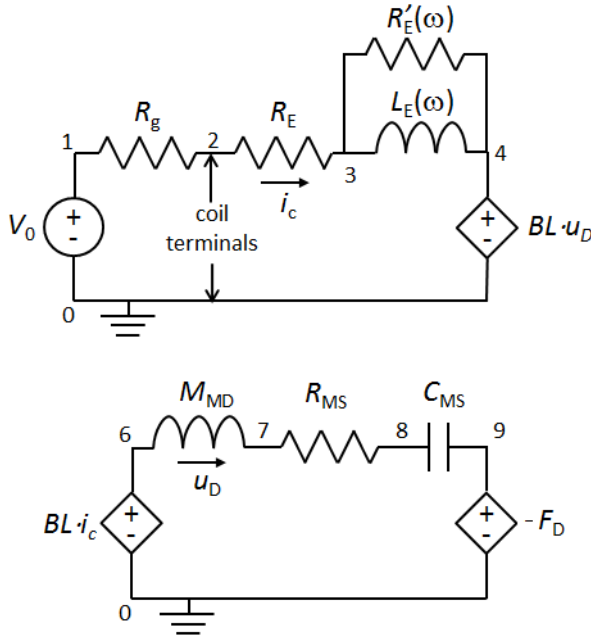 R′E(ω)
Rg
RE
LE(ω)
1
2
3
4
ic
coil
terminals
V0
+
-
+
-
BL·uD
0
MMD
RMS
CMS
6
7
8
9
uD
BL·ic
+
-
+
-
- FD
0